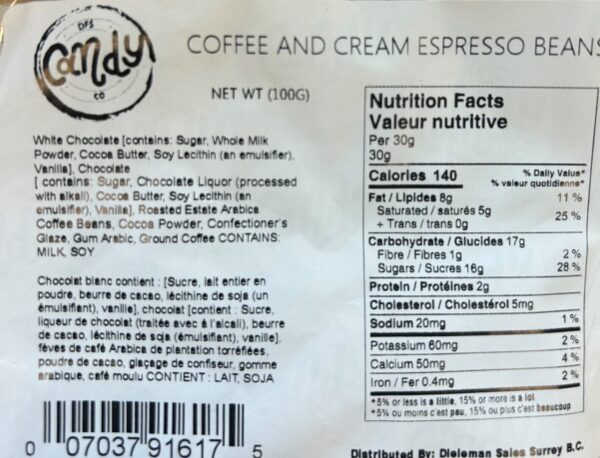 DFS
Candy
co
COFFEE AND CREAM ESPRESSO BEANS
NET WT (100G)
White Chocolate [contains: Sugar, Whole Milk
Powder, Cocoa Butter, Soy Lecithin (an emulsifier),
Vanilla], Chocolate
[ contains: Sugar, Chocolate Liquor (processed
with alkali), Cocoa Butter, Soy Lecithin (an
emulsifier), Vanilla], Roasted Estate Arabica
Coffee Beans, Cocoa Powder, Confectioner's
Glaze, Gum Arabic, Ground Coffee CONTAINS:
MILK, SOY
Chocolat blanc contient : [Sucre, lait entier en
poudre, beurre de cacao, lécithine de soja (un
émulsifiant), vanille], chocolat [contient : Sucre,
liqueur de chocolat (traitée avec à l'alcali), beurre
de cacao, lécithine de soja (émulsifiant), vanille],
fèves de café Arabica de plantation torréfiées,
poudre de cacao, glaçage de confiseur, gomme
arabique, café moulu CONTIENT : LAIT, SOJA
0 07037 91617 5
Nutrition Facts
Valeur nutritive
Per 30g
30g
Calories 140 % Daily Value*
% valeur quotidienne*
Fat / Lipides 8g 11 %
Saturated / saturés 5g
+ Trans / trans 0g 25 %
Carbohydrate / Glucides 17g
Fibre / Fibres 1g 2 %
Sugars / Sucres 16g 28 %
Protein / Protéines 2g
Cholesterol / Cholestérol 5mg
Sodium 20mg 1 %
Potassium 60mg 2 %
Calcium 50mg 4 %
Iron / Fer 0.4mg 2 %
*5% or less is a little, 15% or more is a lot
*5% ou moins c'est peu, 15% ou plus c'est beaucoup
Distributed By: Dieleman Sales Surrey B.C.